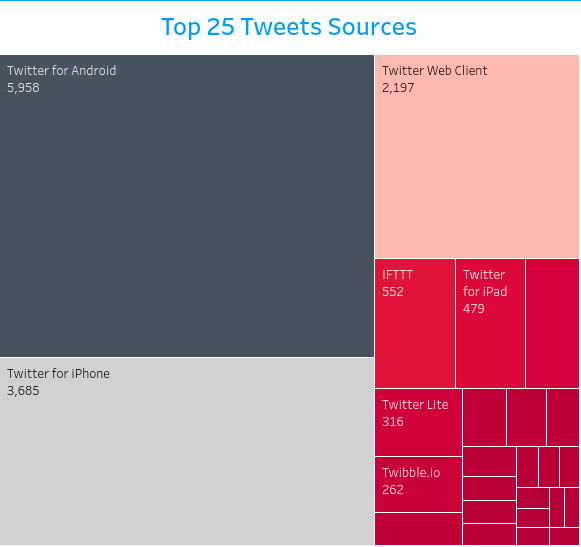 Top 25 Tweets Sources
Twitter for Android
5,958
Twitter for iPhone
3,685
Twitter Web Client
2,197
IFTTT
552
Twitter
for iPad
479
Twitter Lite
316
Twibble.io
262